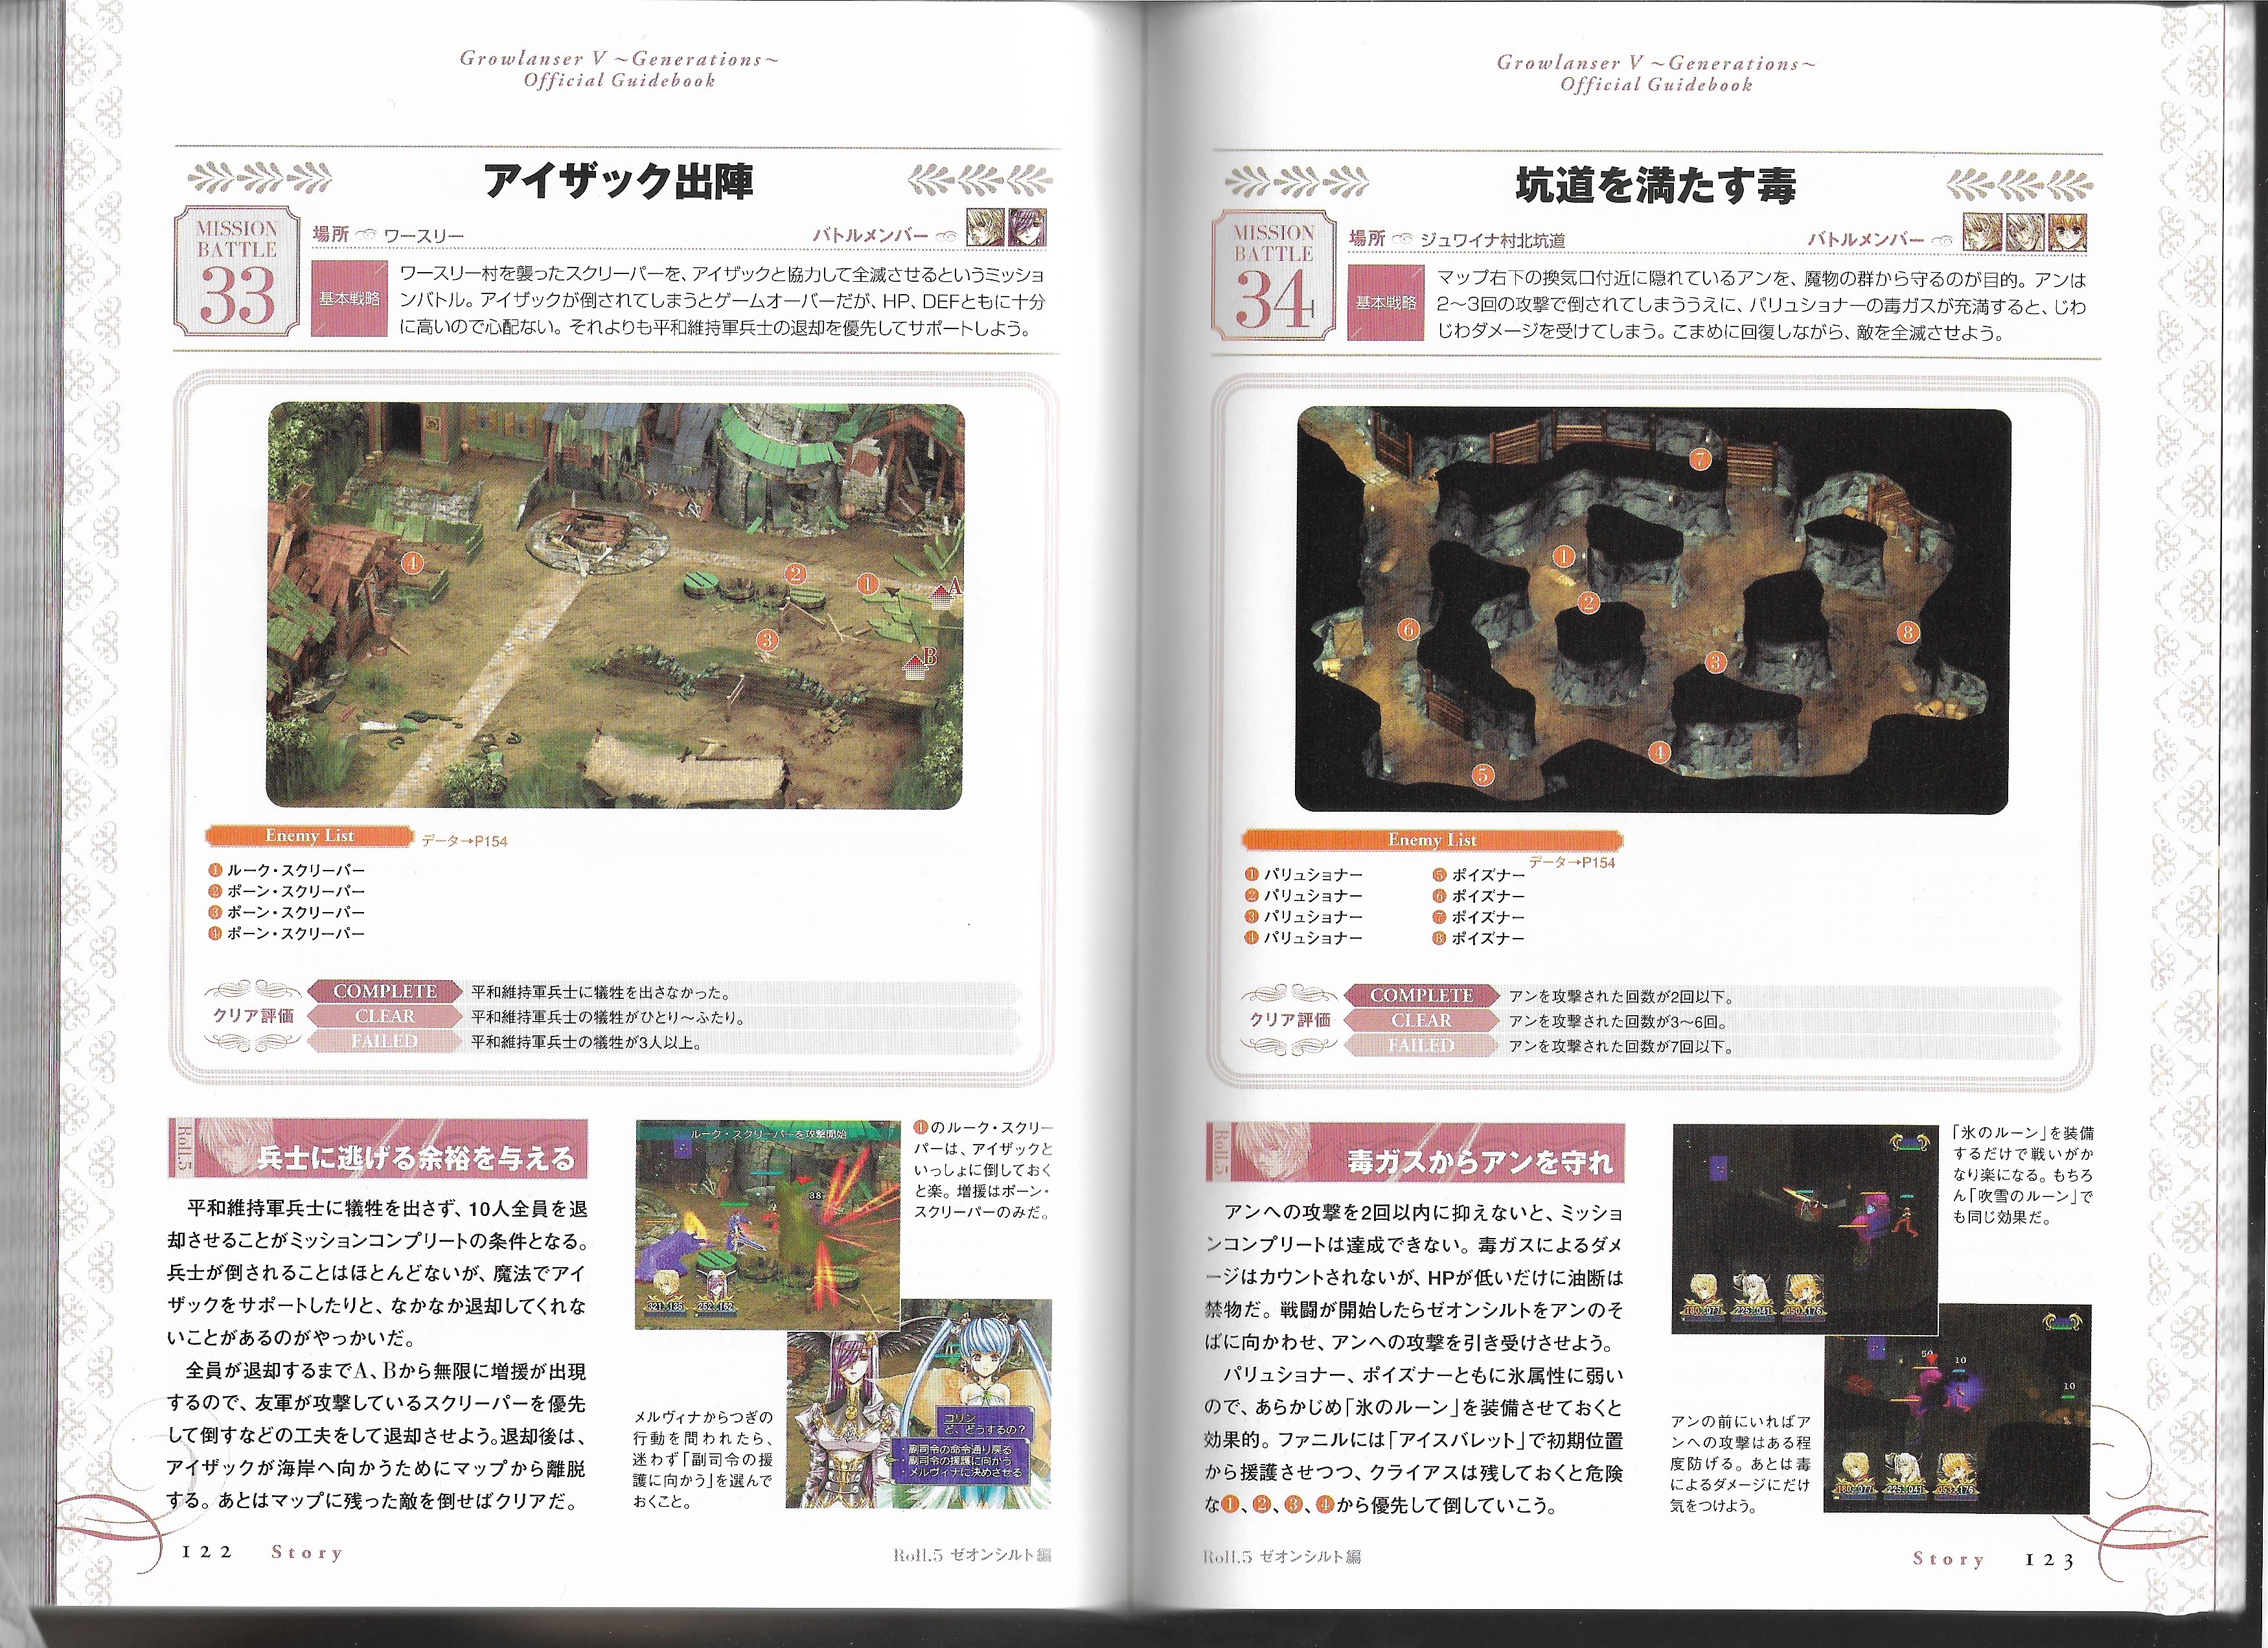 Growlanser V ~Generations~
Official Guidebook
アイザック出陣
MISSION
BATTLE
33
場所 ワースリー
バトルメンバー
基本戦略
ワースリー村を襲ったスクリーパーを、アイザックと協力して全滅させるというミッショ
ンバトル。アイザックが倒されてしまうとゲームオーバーだが、HP、DEFともに十分
に高いので心配ない。それよりも平和維持軍兵士の退却を優先してサポートしよう。
4
2
1
A
3
B
Enemy List
データ→P154
1 ルーク・スクリーパー
2 ポーン・スクリーパー
3 ポーン・スクリーパー
4 ポーン・スクリーパー
クリア評価
COMPLETE 平和維持軍兵士に犠牲を出さなかった。
CLEAR 平和維持軍兵士の犠牲がひとり～ふたり。
FAILED 平和維持軍兵士の犠牲が3人以上。
Roll.5
兵士に逃げる余裕を与える
平和維持軍兵士に犠牲を出さず、10人全員を退
却させることがミッションコンプリートの条件となる。
兵士が倒されることはほとんどないが、魔法でアイ
ザックをサポートしたりと、なかなか退却してくれな
いことがあるのがやっかいだ。
全員が退却するまでA、Bから無限に増援が出現
するので、友軍が攻撃しているスクリーパーを優先
して倒すなどの工夫をして退却させよう。退却後は、
アイザックが海岸へ向かうためにマップから離脱
する。あとはマップに残った敵を倒せばクリアだ。
ルーク・スクリーパーを攻撃開始
88
321 135
252 162
1のルーク・スクリー
パーは、アイザックと
いっしょに倒しておく
と楽。増援はポーン・
スクリーパーのみだ。
メルヴィナからつぎの
行動を問われたら、
迷わず「副司令の援
護に向かう」を選んで
おくこと。
コリン
ど、どうするの？
・副司令の命令通り戻る
・副司令の援護に向かう
・メルヴィナに決めさせる
122 Story
Roll.5 ゼオンシルト編
Growlanser V ~Generations~
Official Guidebook
坑道を満たす毒
MISSION
BATTLE
34
場所 ジュワイナ村北坑道
バトルメンバー
基本戦略
マップ右下の換気口付近に隠れているアンを、魔物の群から守るのが目的。アンは
2～3回の攻撃で倒されてしまううえに、パリュショナーの毒ガスが充満すると、じわ
じわダメージを受けてしまう。こまめに回復しながら、敵を全滅させよう。
7
1
2
6
8
3
4
5
Enemy List
データ→P154
1 パリュショナー
2 パリュショナー
3 パリュショナー
4 パリュショナー
5 ポイズナー
6 ポイズナー
7 ポイズナー
8 ポイズナー
クリア評価
COMPLETE アンを攻撃された回数が2回以下。
CLEAR アンを攻撃された回数が3～6回。
FAILED アンを攻撃された回数が7回以下。
Roll.5
毒ガスからアンを守れ
アンへの攻撃を2回以内に抑えないと、ミッショ
ンコンプリートは達成できない。毒ガスによるダメ
ージはカウントされないが、HPが低いだけに油断は
禁物だ。戦闘が開始したらゼオンシルトをアンのそ
ばに向かわせ、アンへの攻撃を引き受けさせよう。
パリュショナー、ポイズナーともに氷属性に弱い
ので、あらかじめ「氷のルーン」を装備させておくと
効果的。ファニルには「アイスバレット」で初期位置
から援護させつつ、クライアスは残しておくと危険
な1、2、3、4から優先して倒していこう。
180 077
225 041
050 176
「氷のルーン」を装備
するだけで戦いがか
なり楽になる。もちろ
ん「吹雪のルーン」で
も同じ効果だ。
アンの前にいればア
ンへの攻撃はある程
度防げる。あとは毒
によるダメージにだけ
気をつけよう。
50
10
10
180 077
225 041
053 176
Roll.5 ゼオンシルト編
Story 123